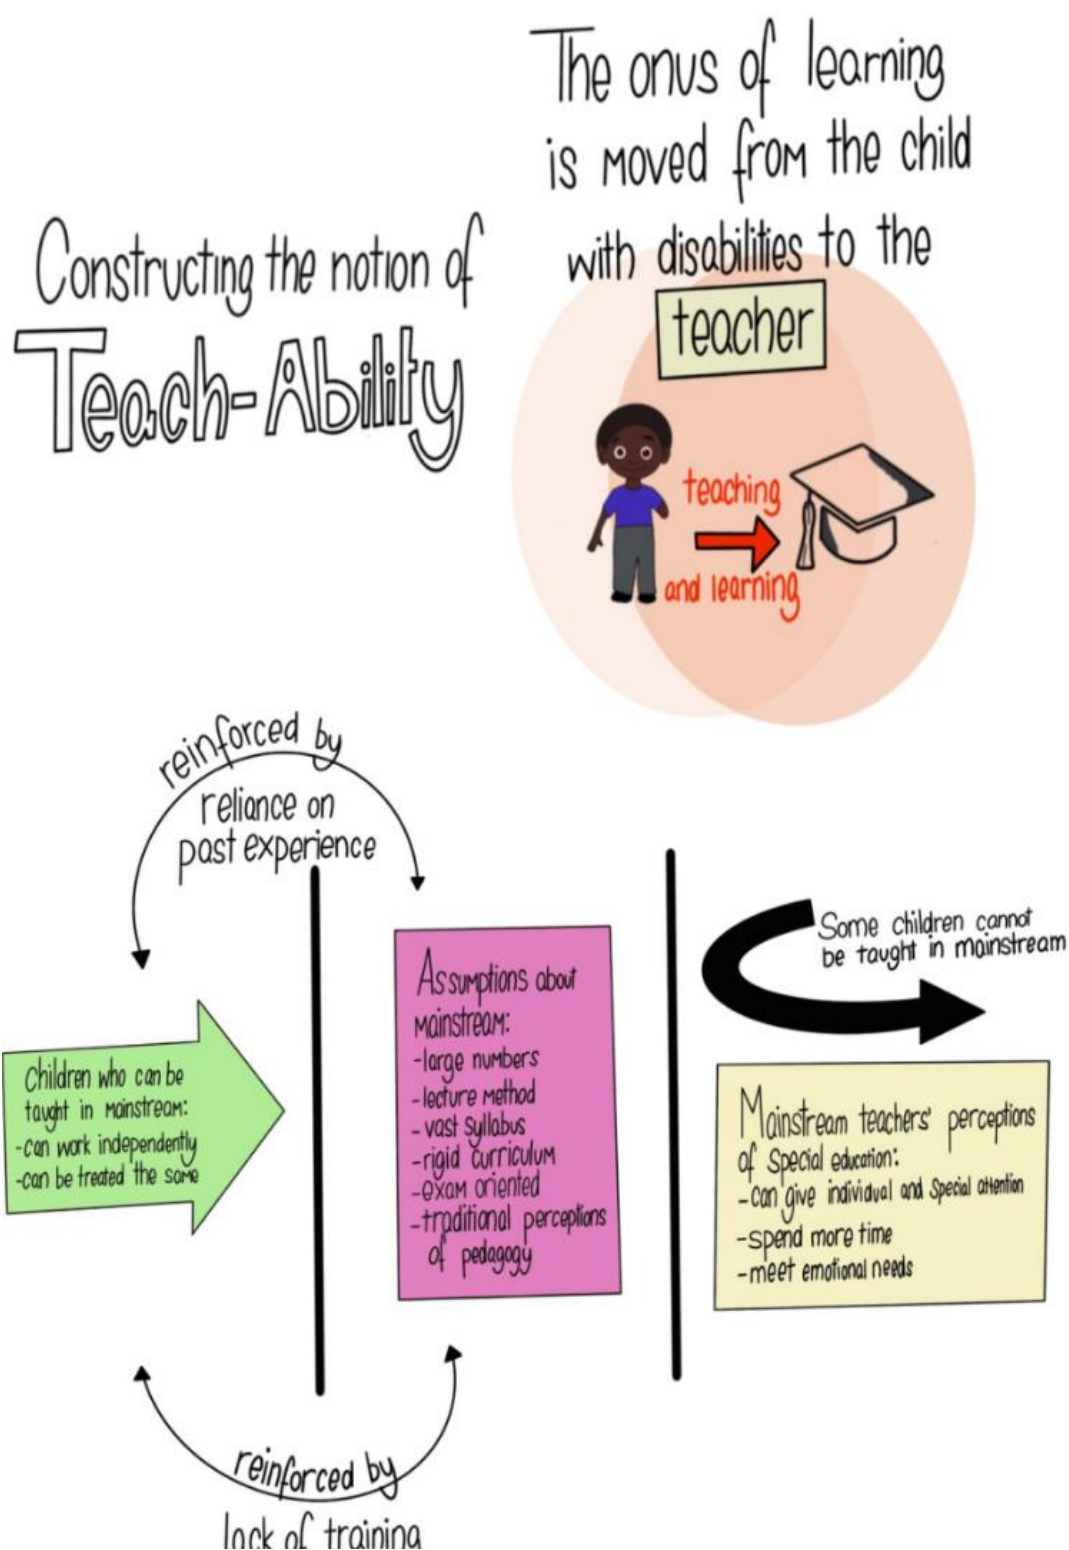 Constructing the notion of
Teach-Ability
The onus of learning
is moved from the child
with disabilities to the
teacher
teaching
and learning
reinforced by
reliance on
past experience
Children who can be
taught in mainstream:
-can work independently
-can be treated the same
Assumptions about
mainstream:
-large numbers
-lecture method
-vast syllabus
-rigid curriculum
-exam oriented
-traditional perceptions
of pedagogy
Some children cannot
be taught in mainstream
Mainstream teachers' perceptions
of special education:
-can give individual and special attention
-spend more time
-meet emotional needs
reinforced by
lack of training